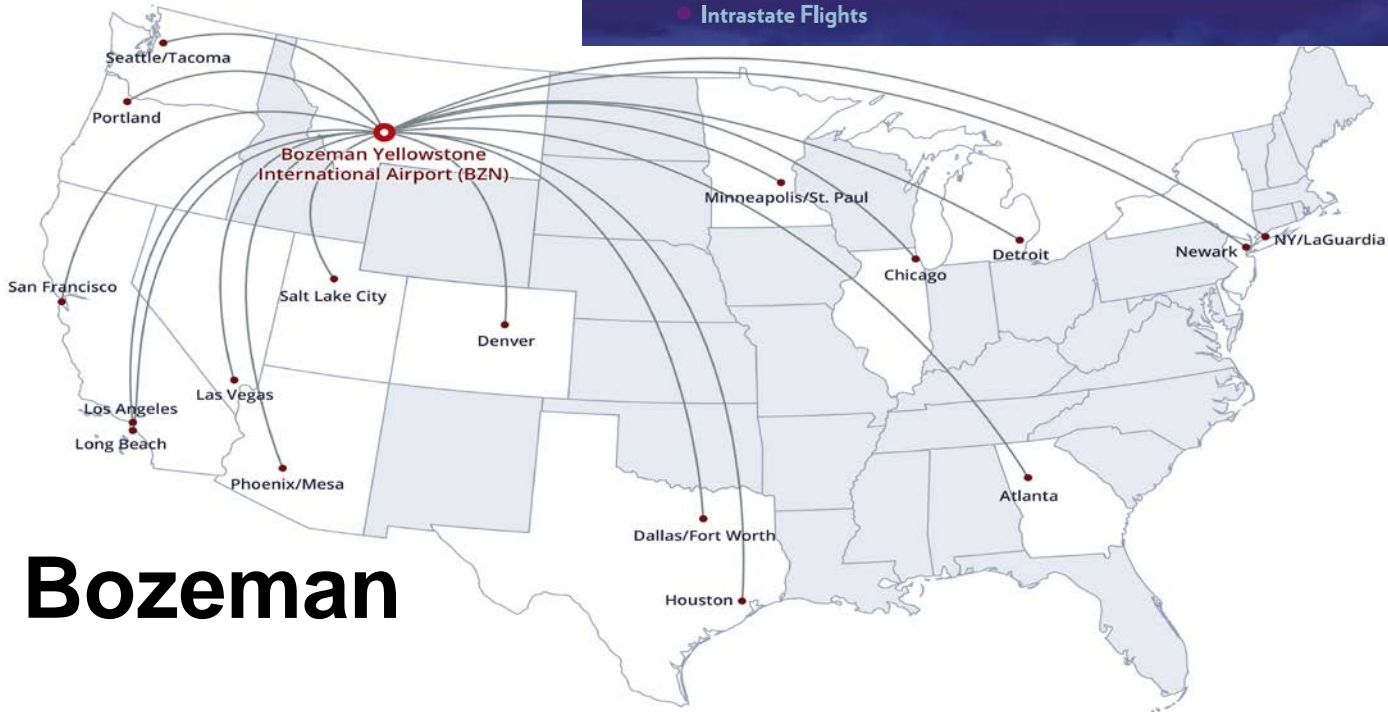 Intrastate Flights
Seattle/Tacoma
Portland
Bozeman Yellowstone
International Airport (BZN)
Minneapolis/St. Paul
NY/LaGuardia
Newark
Detroit
Chicago
San Francisco
Salt Lake City
Denver
Las Vegas
Los Angeles
Long Beach
Phoenix/Mesa
Atlanta
Dallas/Fort Worth
Houston
Bozeman